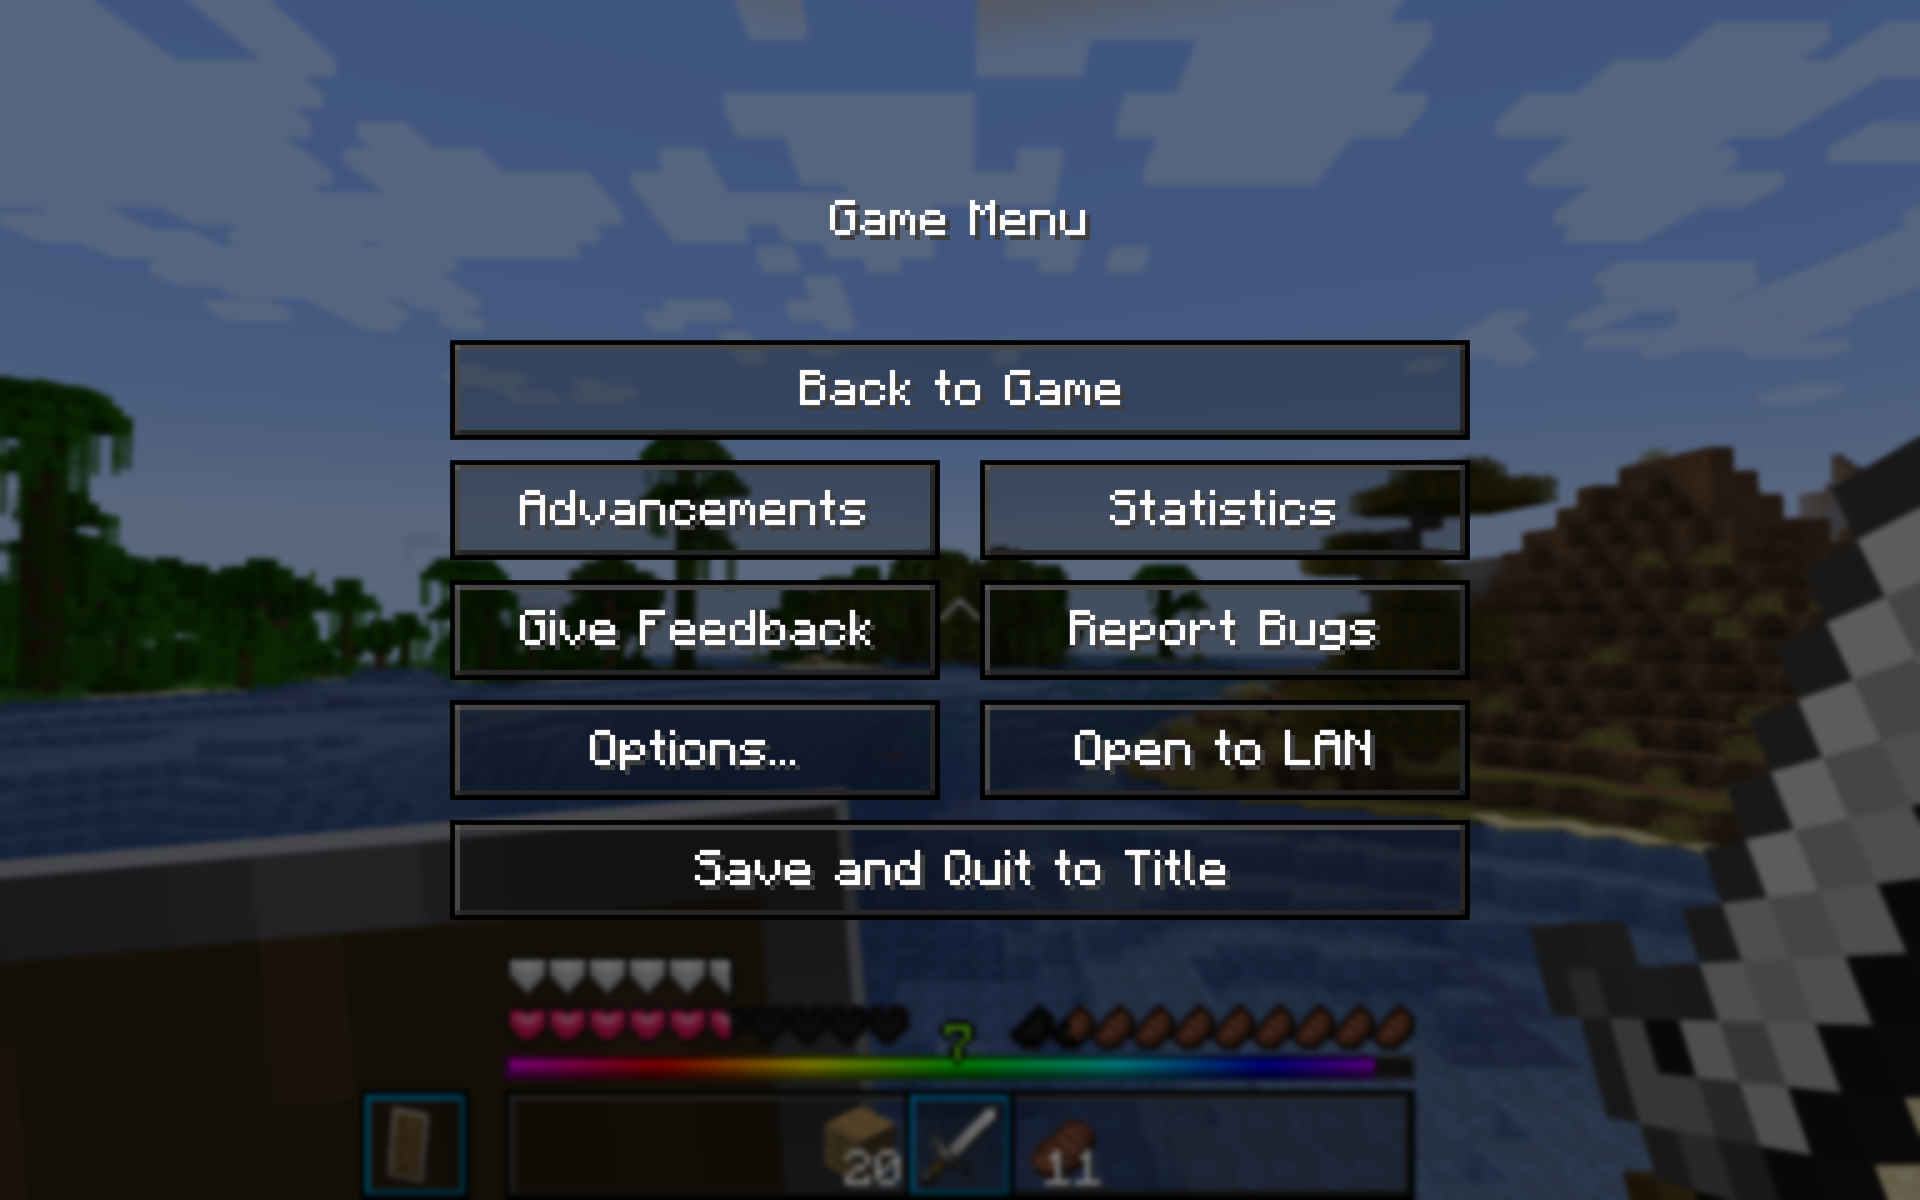 Game Menu
Back to Game
Advancements
Statistics
Give Feedback
Report Bugs
Options...
Open to LAN
Save and Quit to Title
7
20
11